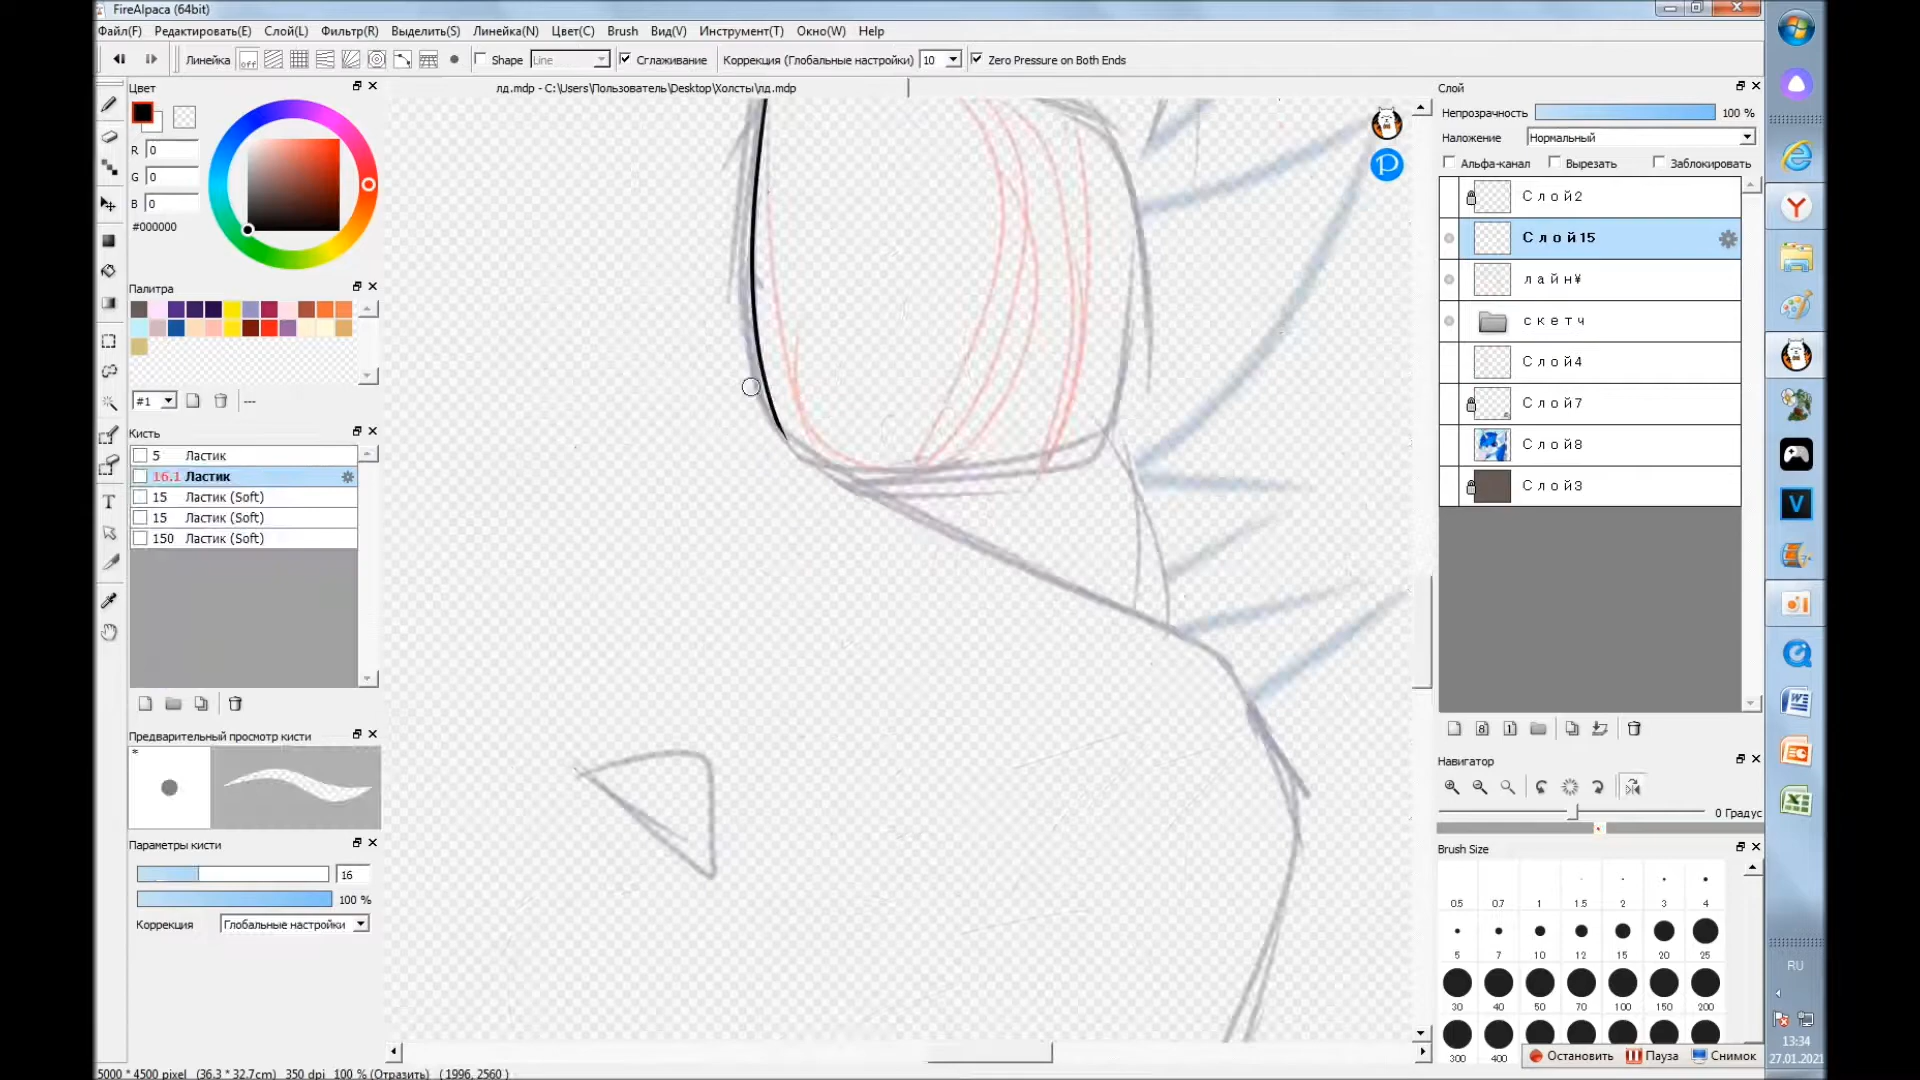 FireAlpaca (64bit)
Файл(F) Редактировать(E) Слой(L) Фильтр(R) Выделить(S) Линейка(N) Цвет(C) Brush Вид(V) Инструмент(T) Окно(W) Help
Линейка off Shape Line Сглаживание Коррекция (Глобальные настройки) 10 Zero Pressure on Both Ends
лд.mdp - C:\Users\Пользователь\Desktop\Холсты\лд.mdp
Цвет
R 0
G 0
B 0
#000000
Палитра
#1 ---
Кисть
5 Ластик
16.1 Ластик
15 Ластик (Soft)
15 Ластик (Soft)
150 Ластик (Soft)
Предварительный просмотр кисти
*
Параметры кисти
16
100 %
Коррекция Глобальные настройки
Слой
Непрозрачность 100 %
Наложение Нормальный
Альфа-канал Вырезать Заблокировать
Слой2
Слой15
лайн¥
скетч
Слой4
Слой7
Слой8
Слой3
8 1
Навигатор
0 Градус
Brush Size
0.5 0.7 1 1.5 2 3 4
5 7 10 12 15 20 25
30 40 50 70 100 150 200
300 400
Остановить Пауза Снимок
RU
13:34
27.01.2021
5000 * 4500 pixel (36.3 * 32.7cm) 350 dpi 100 % (Отразить) (1996, 2560)